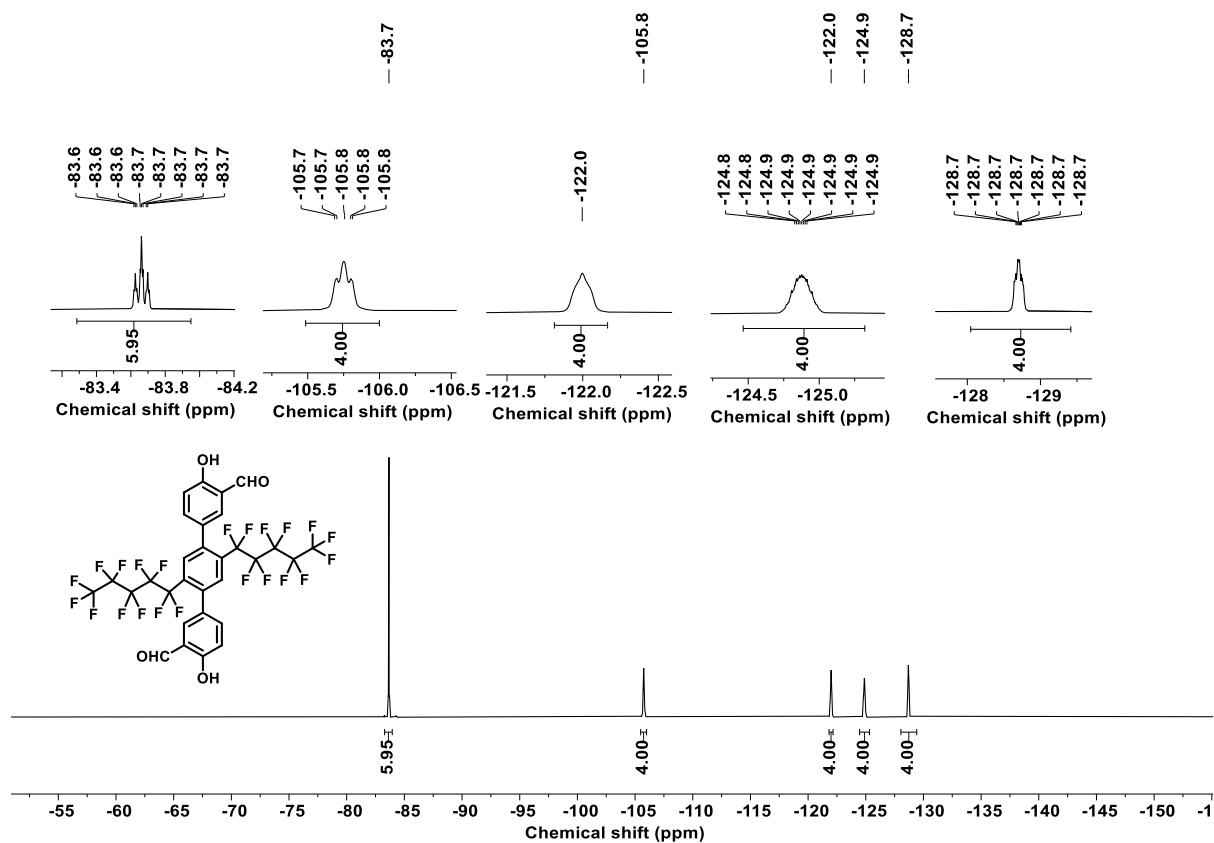 -83.7 -105.8 -122.0 -124.9 -128.7
-83.6 -83.6 -83.6 -83.7 -83.7 -83.7 -83.7 -83.7
-105.7 -105.7 -105.8 -105.8 -105.8
-122.0
-124.8 -124.8 -124.9 -124.9 -124.9 -124.9 -124.9 -124.9
-128.7 -128.7 -128.7 -128.7 -128.7 -128.7 -128.7
5.95 4.00 4.00 4.00 4.00
-83.4 -83.8 -84.2
-105.5 -106.0 -106.5
-121.5 -122.0 -122.5
-124.5 -125.0
-128 -129
Chemical shift (ppm) Chemical shift (ppm) Chemical shift (ppm) Chemical shift (ppm) Chemical shift (ppm)
OH
CHO
F F F F F
F
F
F F F F
F F F F F
F
F F F F
OHC
OH
5.95 4.00 4.00 4.00 4.00
-55 -60 -65 -70 -75 -80 -85 -90 -95 -100 -105 -110 -115 -120 -125 -130 -135 -140 -145 -150 -1
Chemical shift (ppm)